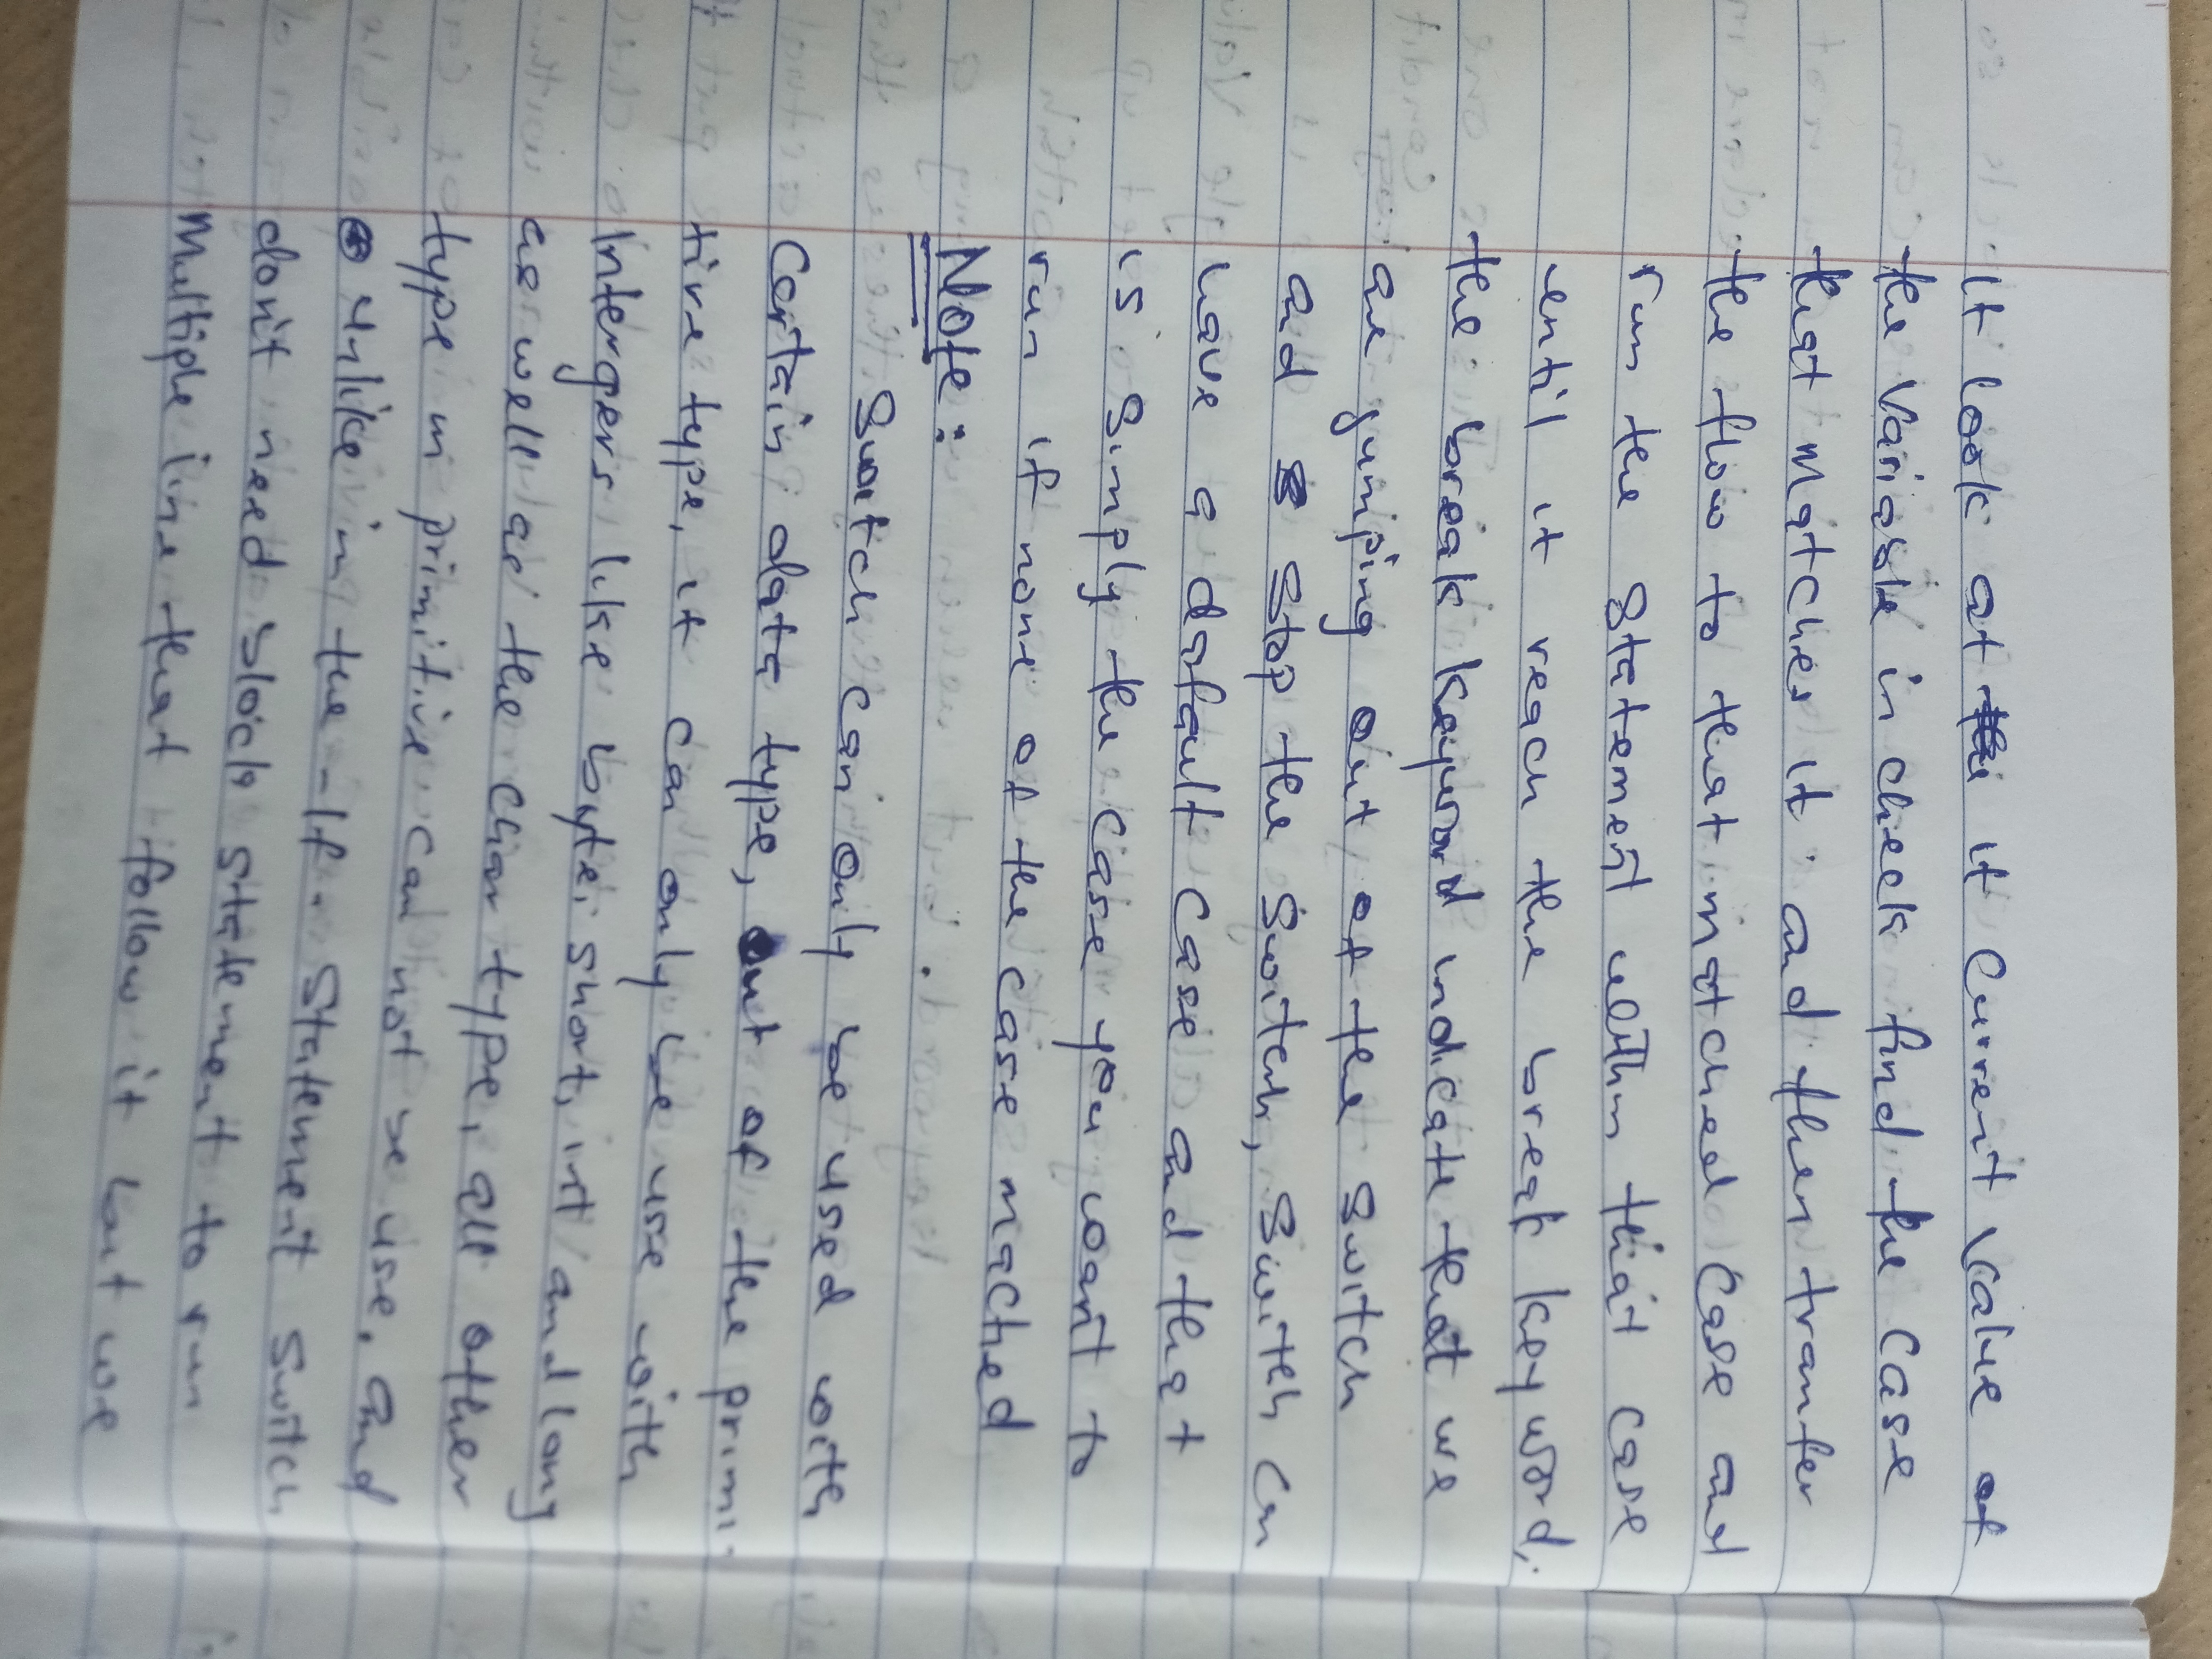 It look at it Current Value of
the Variable in check find the Case
that Matches it and then tranfer
the flow to that matched Case and
run the Statement within that case
until it reach the break keyword,
the break keyword indicate that we
are jumping out of the switch
and stop the Switch, Switch Can
have a default Case and that
is Simply the case you want to
run if none of the case mached
Note:
Switch can only be used with
Certain data type, out of the primi-
tive type, it can only be use with
Intergers like byte, short, int and long
as well as the char type, all other
type in primitive can not be use, and
unlike the If Statement switch
don't need block statement to run
Multiple line that follow it but we